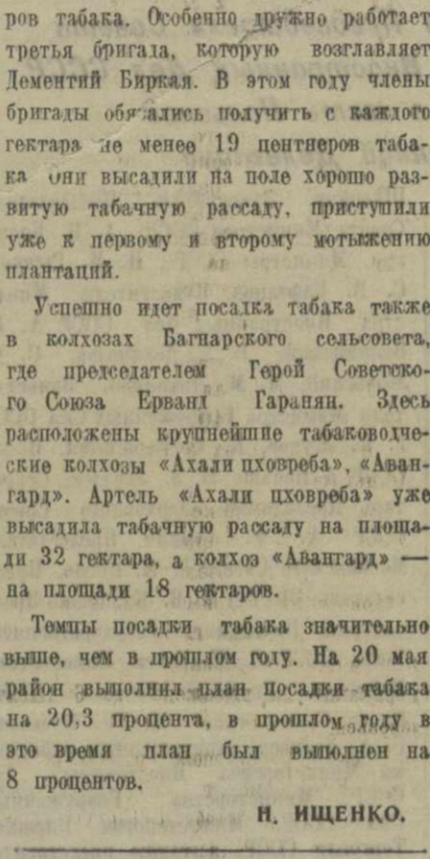 ров табака. Особенно дружно работает
третья бригада, которую возглавляет
Дементий Биркая. В этом году члены
бригады обязались получить с каждого
гектара не менее 19 центнеров таба-
ка они высадили на поле хорошо раз-
витую табачную рассаду, приступили
уже к первому и второму мотыжению
плантаций.
Успешно идет посадка табака также
в колхозах Багнарского сельсовета,
где председателем Герой Советско-
го Союза Ерванд Гаранян. Здесь
расположены крупнейшие табаководче-
ские колхозы «Ахали цховреба», «Аван-
гард». Артель «Ахали цховреба» уже
высадила табачную рассаду на площа-
ди 32 гектара, а колхоз «Авангард» —
на площади 18 гектаров.
Темпы посадки табака значительно
выше, чем в прошлом году. На 20 мая
район выполнил план посадки табака
на 20,3 процента, в прошлом году в
это время план был выполнен на
8 процентов.
Н. ИЩЕНКО.